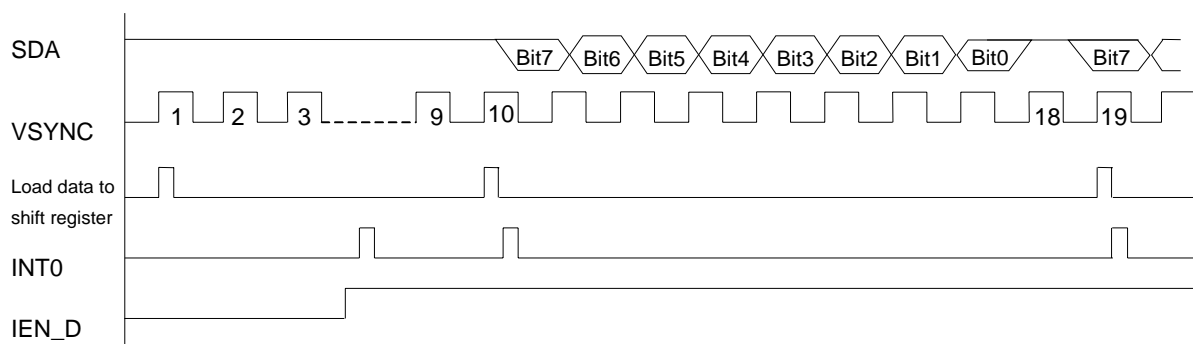 SDA
Bit7 Bit6 Bit5 Bit4 Bit3 Bit2 Bit1 Bit0 Bit7
VSYNC
1 2 3 9 10 18 19
Load data to
shift register
INT0
IEN_D